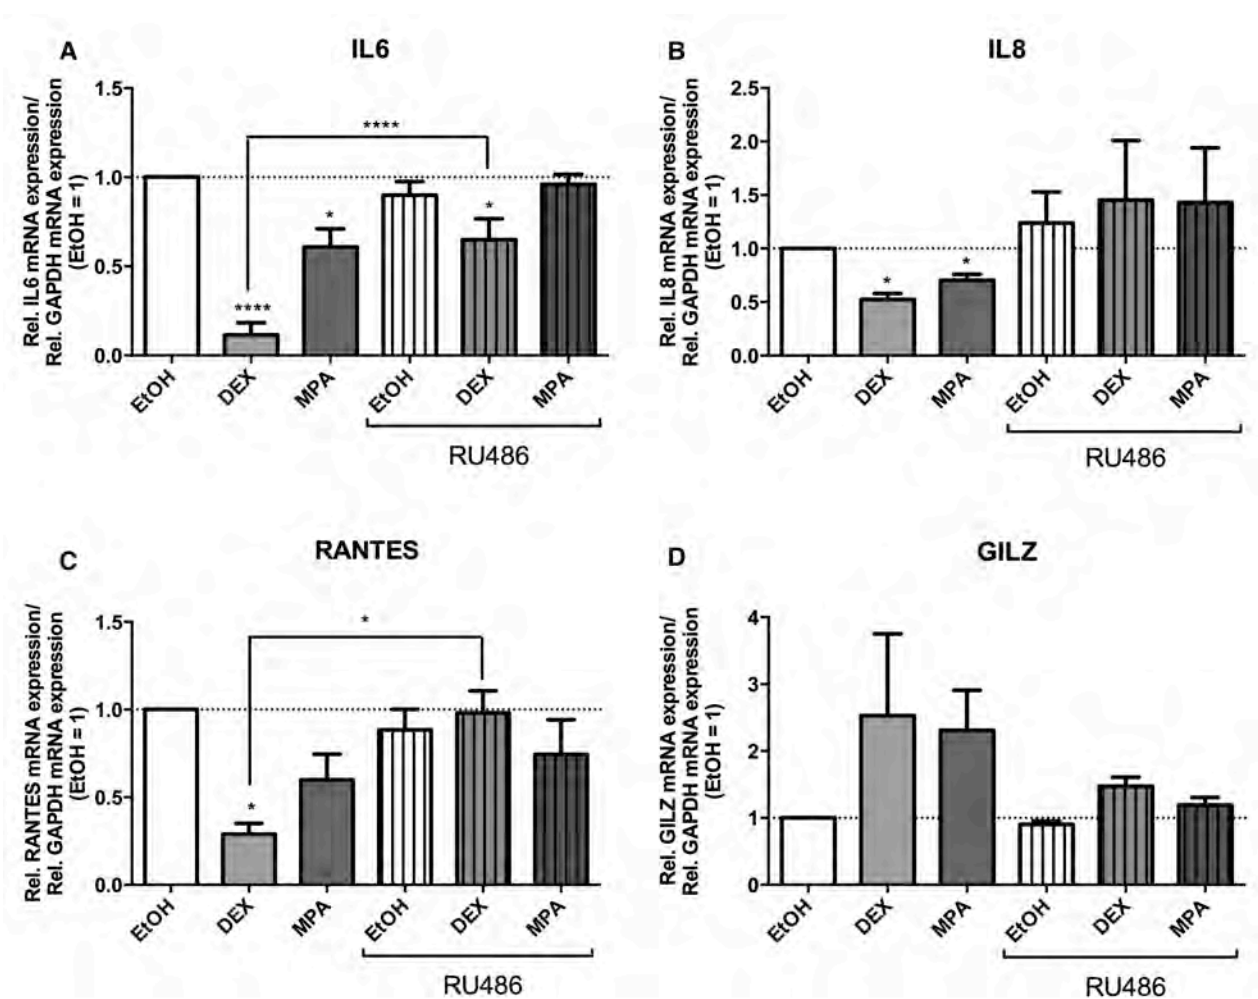 A
IL6
Rel. IL6 mRNA expression/
Rel. GAPDH mRNA expression
(EtOH = 1)
1.5
1.0
0.5
0.0
****
****
*
*
EtOH
DEX
MPA
EtOH
DEX
MPA
RU486
B
IL8
Rel. IL8 mRNA expression/
Rel. GAPDH mRNA expression
(EtOH = 1)
2.5
2.0
1.5
1.0
0.5
0.0
*
*
EtOH
DEX
MPA
EtOH
DEX
MPA
RU486
C
RANTES
Rel. RANTES mRNA expression/
Rel. GAPDH mRNA expression
(EtOH = 1)
1.5
1.0
0.5
0.0
*
*
EtOH
DEX
MPA
EtOH
DEX
MPA
RU486
D
GILZ
Rel. GILZ mRNA expression/
Rel. GAPDH mRNA expression
(EtOH = 1)
4
3
2
1
0
EtOH
DEX
MPA
EtOH
DEX
MPA
RU486